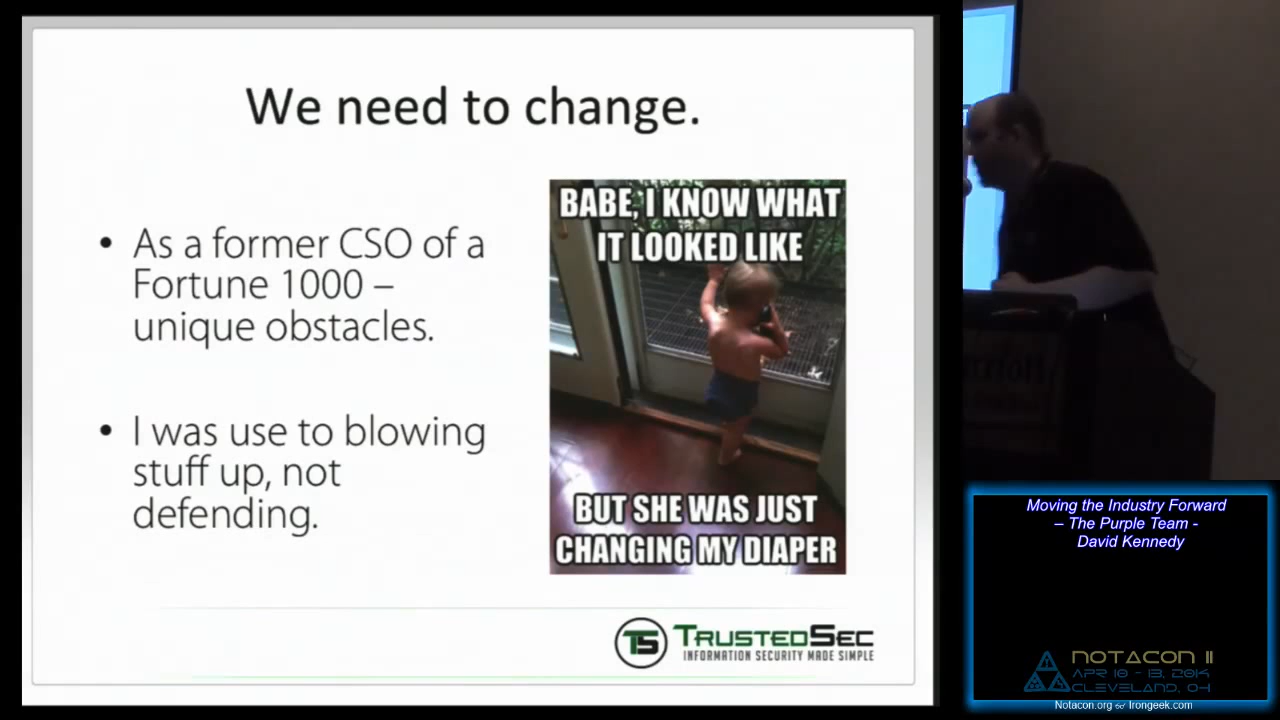 We need to change.
• As a former CSO of a
Fortune 1000 –
unique obstacles.
• I was use to blowing
stuff up, not
defending.
BABE, I KNOW WHAT
IT LOOKED LIKE
BUT SHE WAS JUST
CHANGING MY DIAPER
TS TRUSTEDSEC
INFORMATION SECURITY MADE SIMPLE
Moving the Industry Forward
– The Purple Team -
David Kennedy
NOTACON 11
APR 10 - 13, 2014
CLEVELAND, OH
Notacon.org Irongeek.com